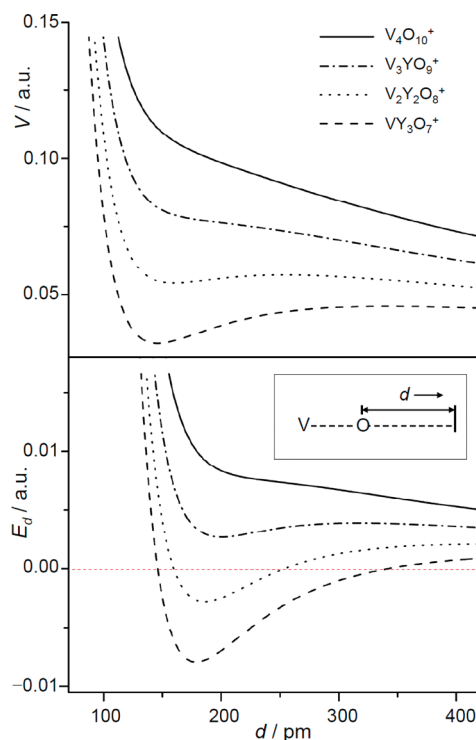 0.15
V₄O₁₀⁺
V₃YO₉⁺
V₂Y₂O₈⁺
VY₃O₇⁺
V / a.u.
0.10
0.05
d
V O
0.01
E_d / a.u.
0.00
−0.01
100 200 300 400
d / pm